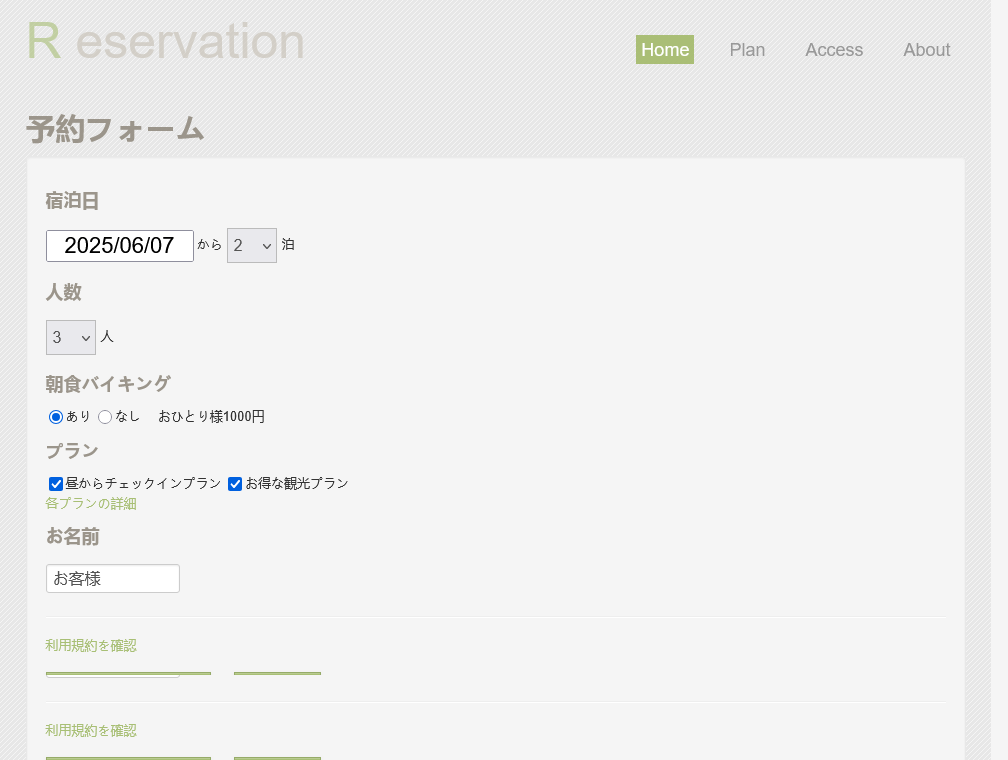 R eservation
Home Plan Access About
予約フォーム
宿泊日
2025/06/07 から 2 泊
人数
3 人
朝食バイキング
あり なし おひとり様1000円
プラン
昼からチェックインプラン お得な観光プラン
各プランの詳細
お名前
お客様
利用規約を確認
利用規約を確認